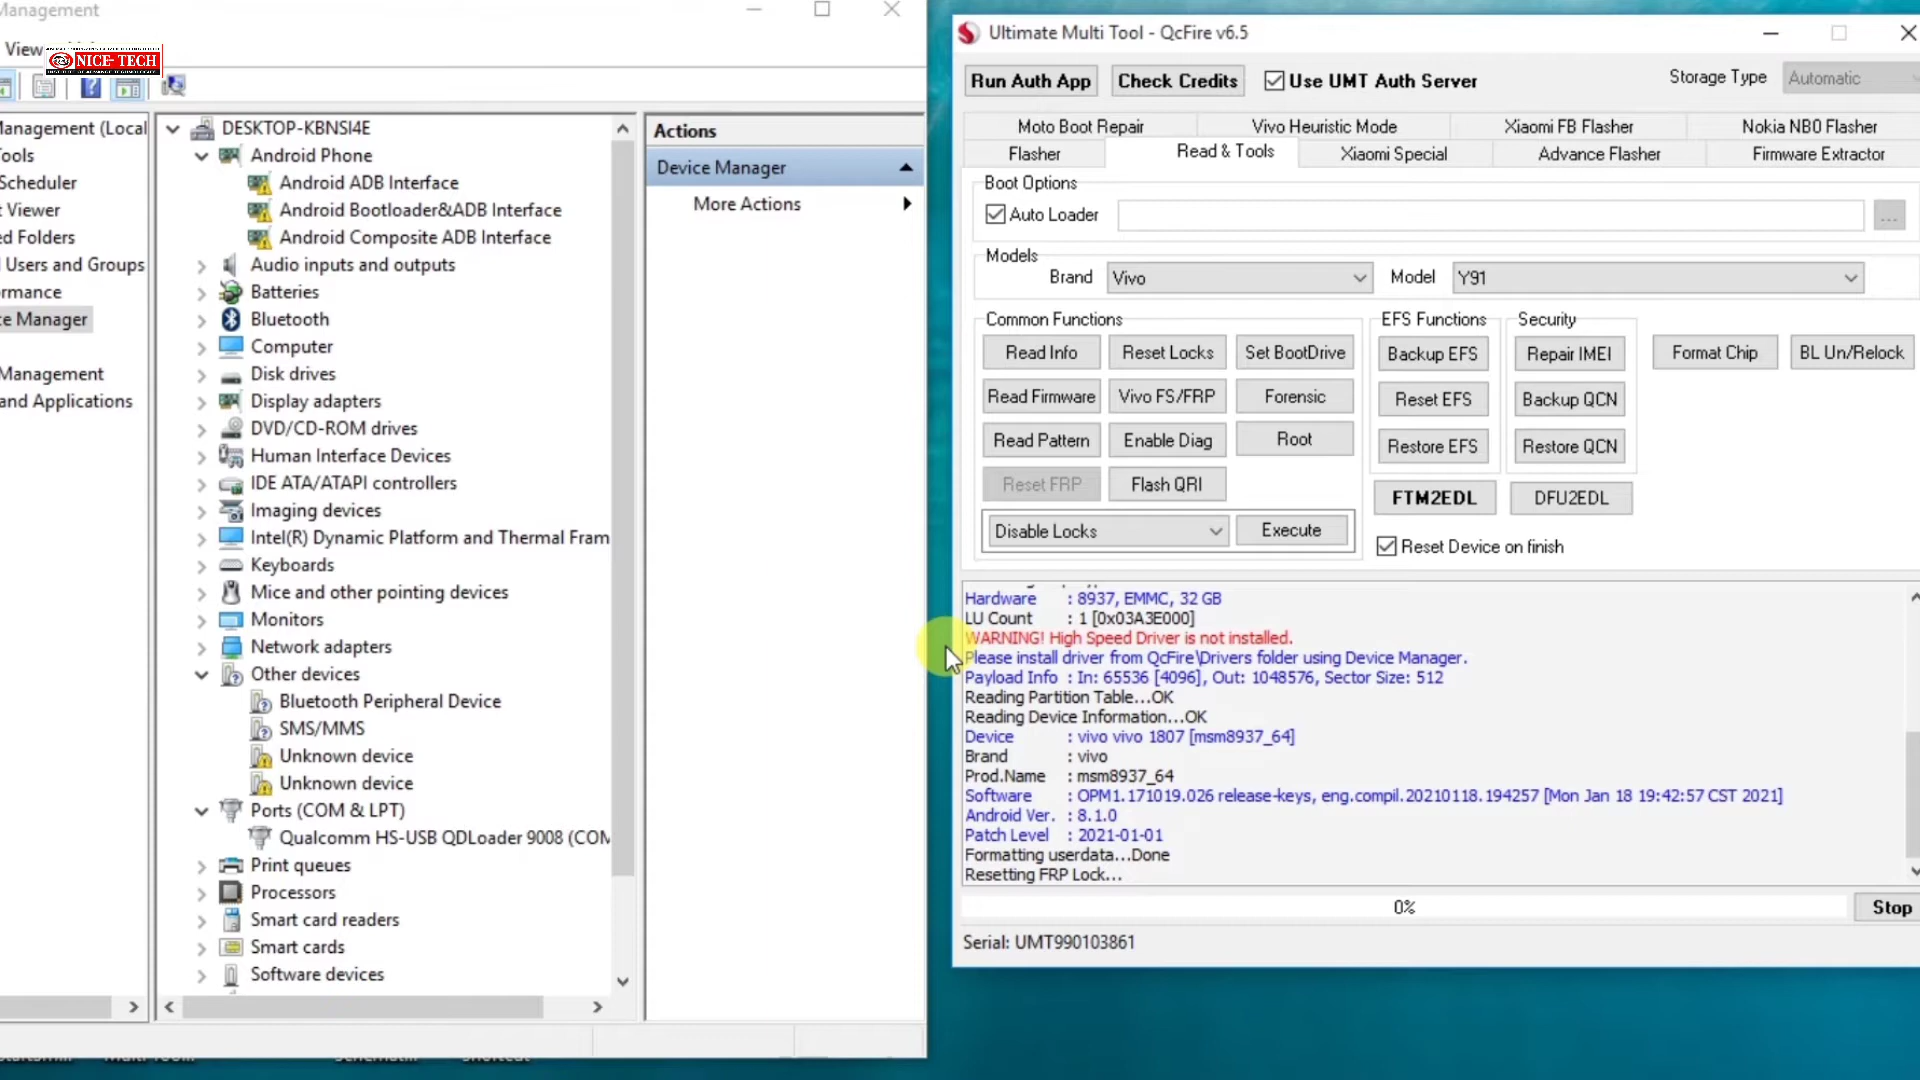 Management
View
NICE-TECH
Management (Local
Tools
Scheduler
t Viewer
ed Folders
l Users and Groups
ormance
ce Manager
Management
and Applications
DESKTOP-KBNSI4E
Android Phone
Android ADB Interface
Android Bootloader&ADB Interface
Android Composite ADB Interface
Audio inputs and outputs
Batteries
Bluetooth
Computer
Disk drives
Display adapters
DVD/CD-ROM drives
Human Interface Devices
IDE ATA/ATAPI controllers
Imaging devices
Intel(R) Dynamic Platform and Thermal Fram
Keyboards
Mice and other pointing devices
Monitors
Network adapters
Other devices
Bluetooth Peripheral Device
SMS/MMS
Unknown device
Unknown device
Ports (COM & LPT)
Qualcomm HS-USB QDLoader 9008 (COM
Print queues
Processors
Smart card readers
Smart cards
Software devices
Actions
Device Manager
More Actions
Ultimate Multi Tool - QcFire v6.5
Run Auth App
Check Credits
Use UMT Auth Server
Storage Type
Automatic
Moto Boot Repair
Vivo Heuristic Mode
Xiaomi FB Flasher
Nokia NB0 Flasher
Flasher
Read & Tools
Xiaomi Special
Advance Flasher
Firmware Extractor
Boot Options
Auto Loader
...
Models
Brand
Vivo
Model
Y91
Common Functions
EFS Functions
Security
Read Info
Reset Locks
Set BootDrive
Backup EFS
Repair IMEI
Format Chip
BL Un/Relock
Read Firmware
Vivo FS/FRP
Forensic
Reset EFS
Backup QCN
Read Pattern
Enable Diag
Root
Restore EFS
Restore QCN
Reset FRP
Flash QRI
FTM2EDL
DFU2EDL
Disable Locks
Execute
Reset Device on finish
Hardware : 8937, EMMC, 32 GB
LU Count : 1 [0x03A3E000]
WARNING! High Speed Driver is not installed.
Please install driver from QcFire\Drivers folder using Device Manager.
Payload Info : In: 65536 [4096], Out: 1048576, Sector Size: 512
Reading Partition Table...OK
Reading Device Information...OK
Device : vivo vivo 1807 [msm8937_64]
Brand : vivo
Prod.Name : msm8937_64
Software : OPM1.171019.026 release-keys, eng.compil.20210118.194257 [Mon Jan 18 19:42:57 CST 2021]
Android Ver. : 8.1.0
Patch Level : 2021-01-01
Formatting userdata...Done
Resetting FRP Lock...
0%
Stop
Serial: UMT990103861